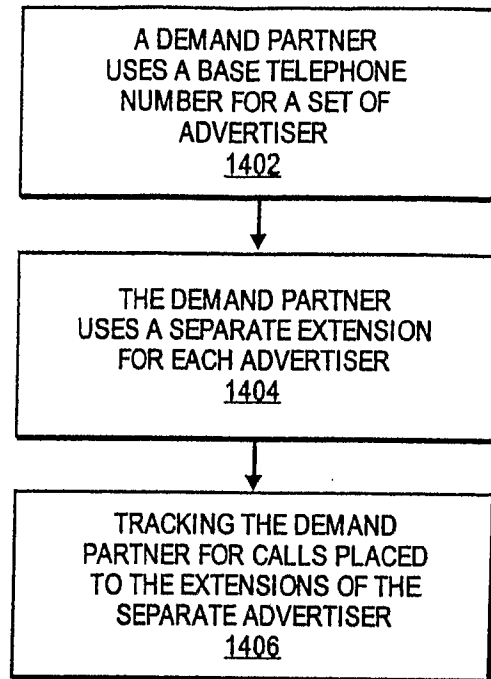 A DEMAND PARTNER
USES A BASE TELEPHONE
NUMBER FOR A SET OF
ADVERTISER
1402
THE DEMAND PARTNER
USES A SEPARATE EXTENSION
FOR EACH ADVERTISER
1404
TRACKING THE DEMAND
PARTNER FOR CALLS PLACED
TO THE EXTENSIONS OF THE
SEPARATE ADVERTISER
1406